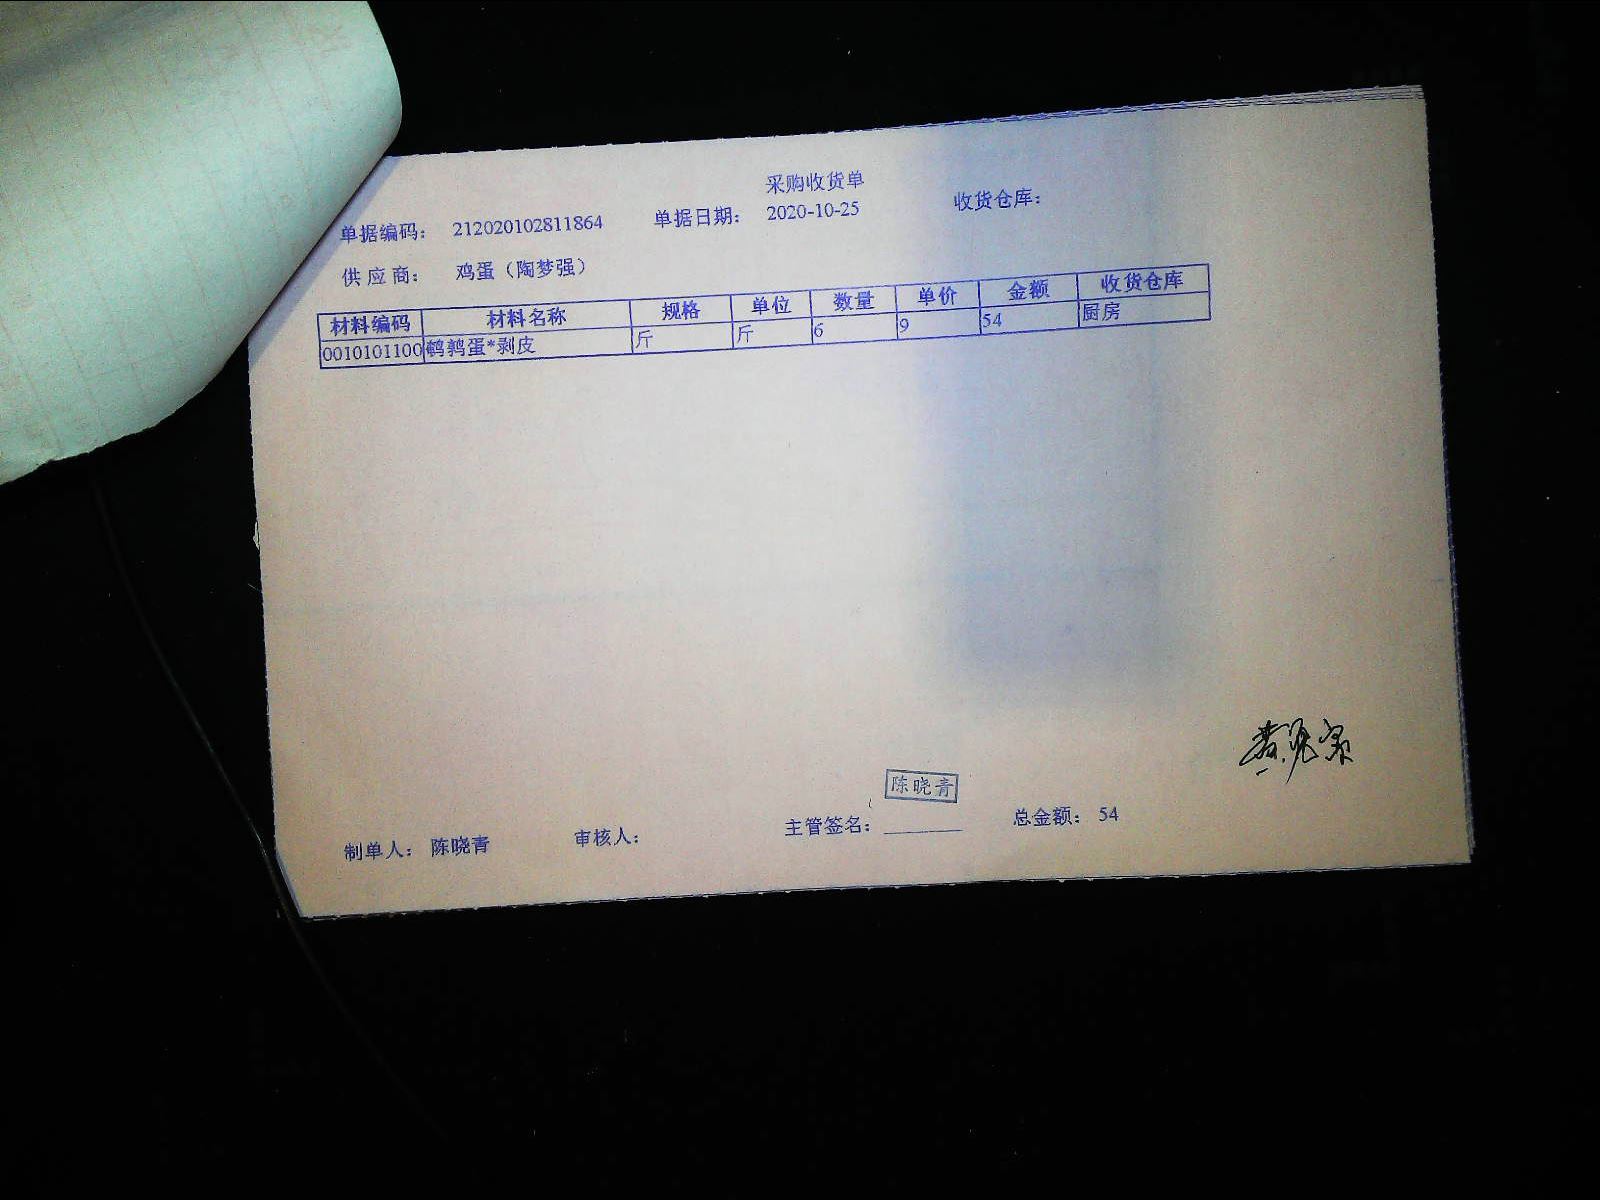 采购收货单
单据编码： 212020102811864 单据日期： 2020-10-25 收货仓库：
供应商： 鸡蛋（陶梦强）
材料编码 材料名称 规格 单位 数量 单价 金额 收货仓库
0010101100 鹌鹑蛋*剥皮 斤 斤 6 9 54 厨房
陈晓青
制单人： 陈晓青 审核人： 主管签名： 总金额： 54